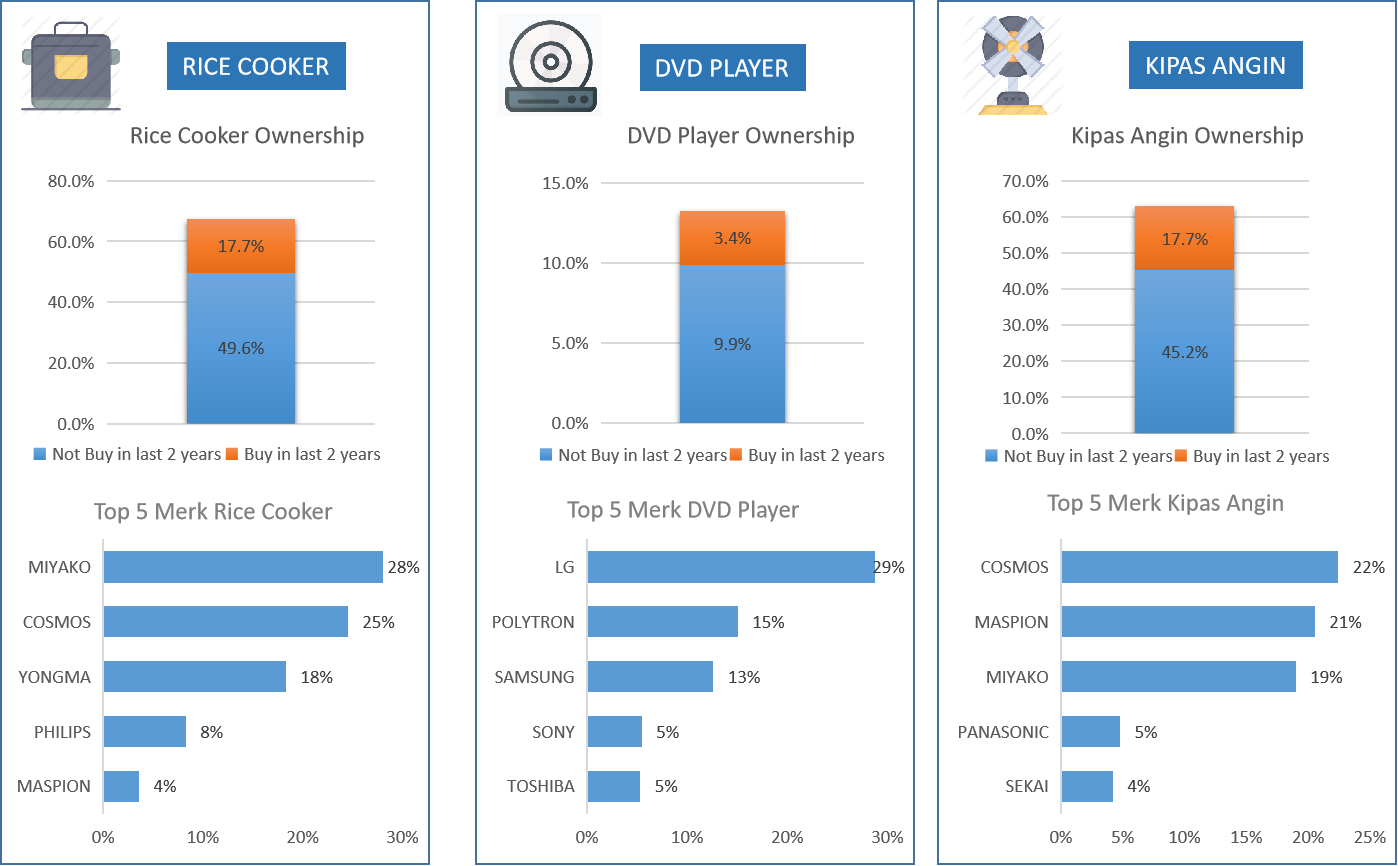 RICE COOKER
Rice Cooker Ownership
80.0%
60.0%
40.0%
20.0%
0.0%
17.7%
49.6%
Not Buy in last 2 years Buy in last 2 years
Top 5 Merk Rice Cooker
MIYAKO 28%
COSMOS 25%
YONGMA 18%
PHILIPS 8%
MASPION 4%
0% 10% 20% 30%
DVD PLAYER
DVD Player Ownership
15.0%
10.0%
5.0%
0.0%
3.4%
9.9%
Not Buy in last 2 years Buy in last 2 years
Top 5 Merk DVD Player
LG 29%
POLYTRON 15%
SAMSUNG 13%
SONY 5%
TOSHIBA 5%
0% 10% 20% 30%
KIPAS ANGIN
Kipas Angin Ownership
70.0%
60.0%
50.0%
40.0%
30.0%
20.0%
10.0%
0.0%
17.7%
45.2%
Not Buy in last 2 years Buy in last 2 years
Top 5 Merk Kipas Angin
COSMOS 22%
MASPION 21%
MIYAKO 19%
PANASONIC 5%
SEKAI 4%
0% 5% 10% 15% 20% 25%